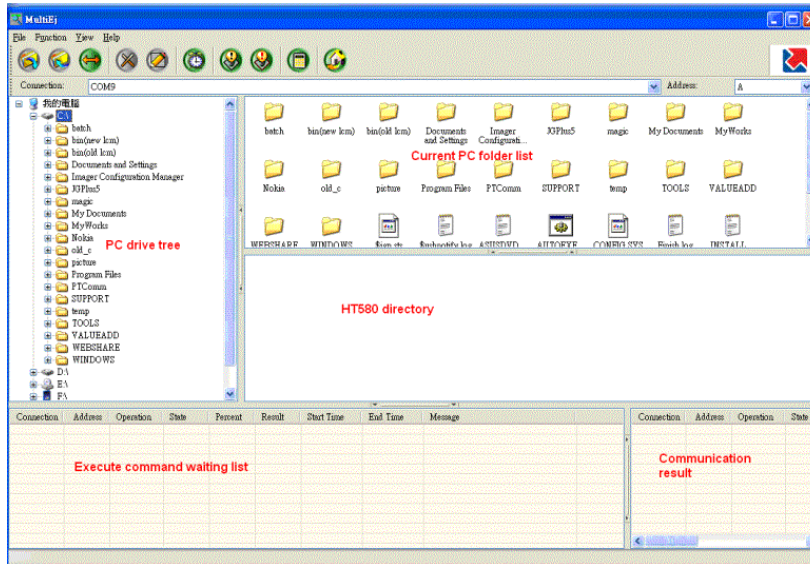 MultiEj
File Function View Help
Connection: COM9 Address: A
我的電腦
C:\
batch
bin(new lcm)
bin(old lcm)
Documents and Settings
Imager Configuration Manager
JGPlus5
magic
My Documents
MyWorks
Nokia
old_c
picture
Program Files
PTComm
SUPPORT
temp
TOOLS
VALUEADD
WEBSHARE
WINDOWS
D:\
E:\
F:\
PC drive tree
batch bin(new lcm) bin(old lcm) Documents and Settings Imager Configurati... JGPlus5 magic My Documents MyWorks
Current PC folder list
Nokia old_c picture Program Files PTComm SUPPORT temp TOOLS VALUEADD
WEBSHARE WINDOWS AUTOEXE CONFIG.SYS Finish.log INSTALL
HT580 directory
Connection Address Operation State Percent Result Start Time End Time Message
Execute command waiting list
Connection Address Operation State
Communication
result